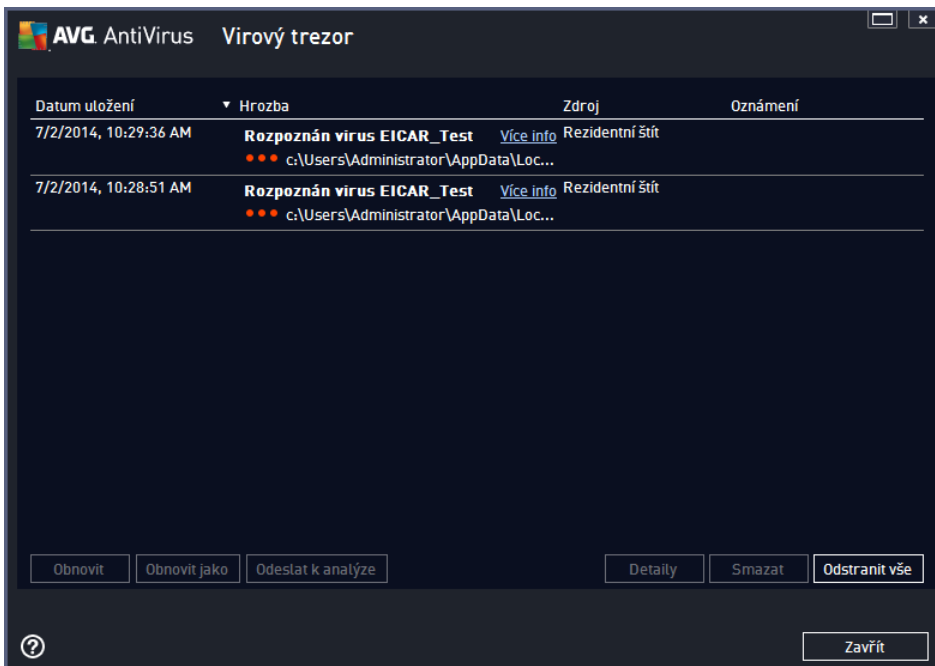 AVG. AntiVirus Virový trezor
Datum uložení Hrozba Zdroj Oznámení
7/2/2014, 10:29:36 AM Rozpoznán virus EICAR_Test Více info Rezidentní štít
c:\Users\Administrator\AppData\Loc...
7/2/2014, 10:28:51 AM Rozpoznán virus EICAR_Test Více info Rezidentní štít
c:\Users\Administrator\AppData\Loc...
Obnovit Obnovit jako Odeslat k analýze Detaily Smazat Odstranit vše
Zavřít